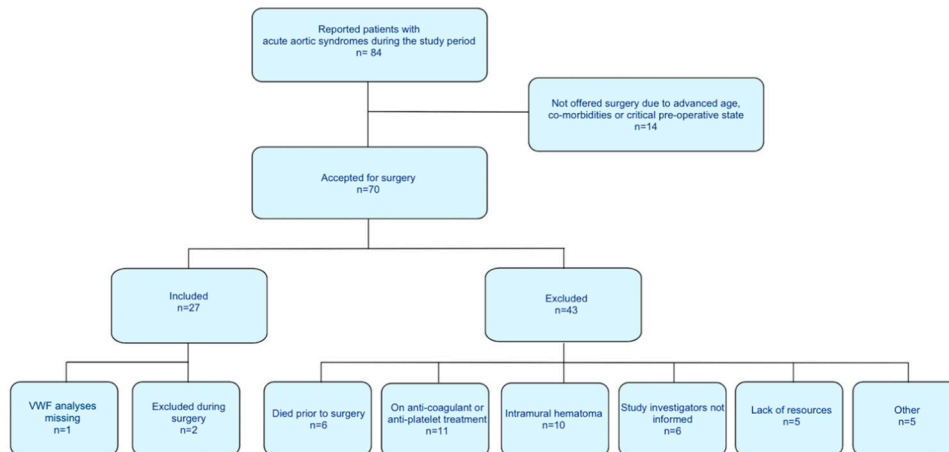 Reported patients with
acute aortic syndromes during the study period
n= 84
Not offered surgery due to advanced age,
co-morbidities or critical pre-operative state
n=14
Accepted for surgery
n=70
Included
n=27
Excluded
n=43
VWF analyses
missing
n=1
Excluded during
surgery
n=2
Died prior to surgery
n=6
On anti-coagulant or
anti-platelet treatment
n=11
Intramural hematoma
n=10
Study investigators not
informed
n=6
Lack of resources
n=5
Other
n=5